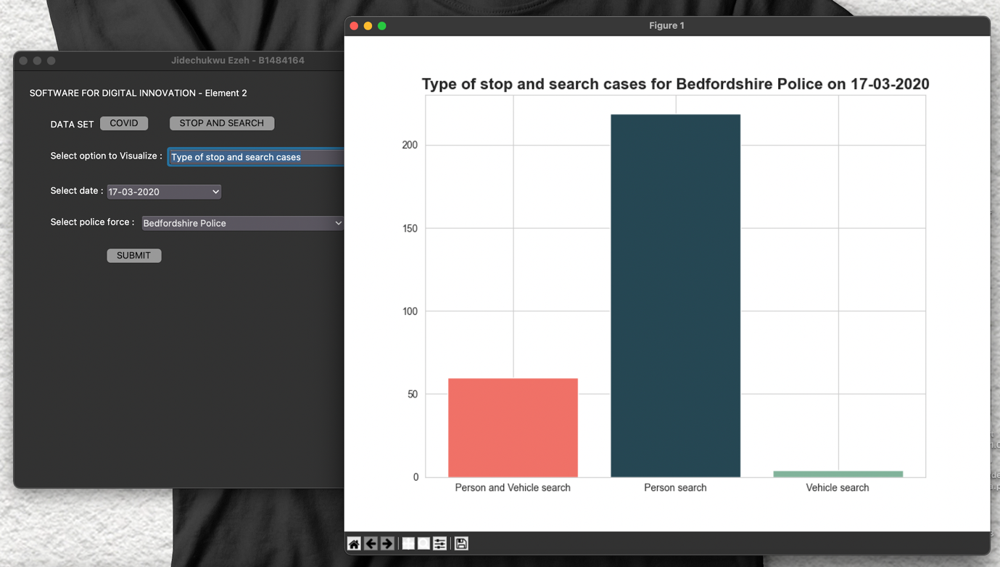 Jidechukwu Ezeh - B1484164
SOFTWARE FOR DIGITAL INNOVATION - Element 2
DATA SET COVID STOP AND SEARCH
Select option to Visualize : Type of stop and search cases
Select date : 17-03-2020
Select police force : Bedfordshire Police
SUBMIT
Figure 1
Type of stop and search cases for Bedfordshire Police on 17-03-2020
200
150
100
50
0
Person and Vehicle search Person search Vehicle search